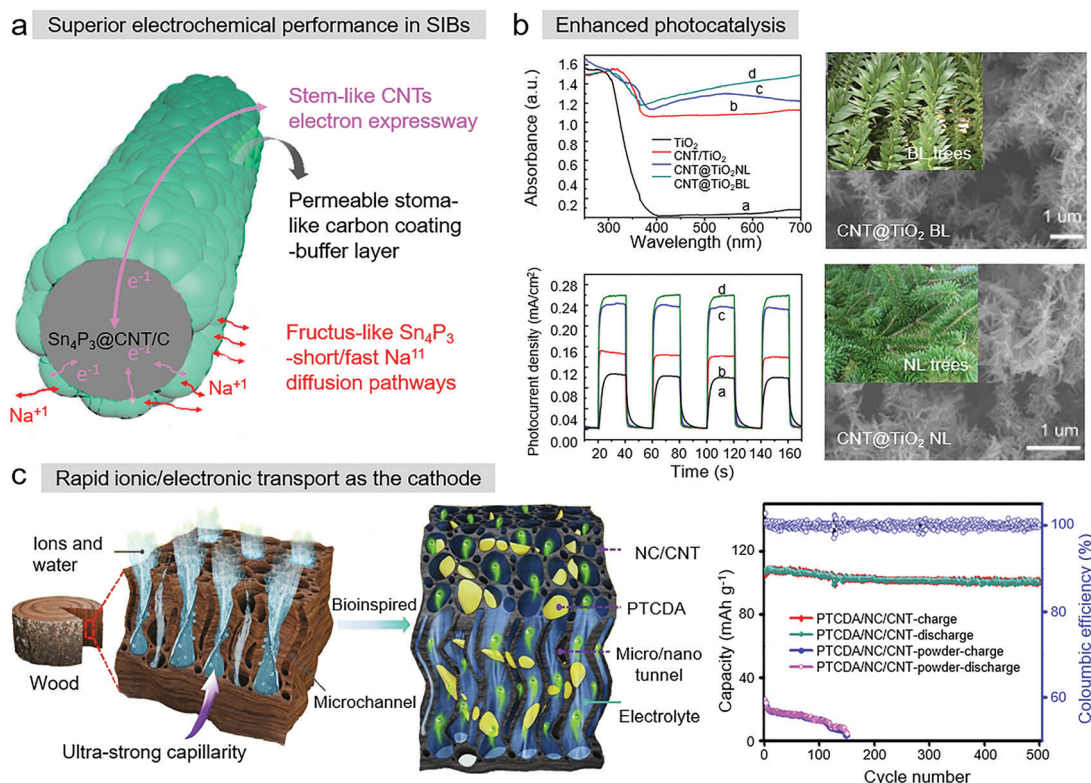 a
Superior electrochemical performance in SIBs
Stem-like CNTs
electron expressway
Permeable stoma-
like carbon coating
-buffer layer
e⁻¹
Sn₄P₃@CNT/C
e⁻¹
e⁻¹
Fructus-like Sn₄P₃
-short/fast Na¹¹
diffusion pathways
Na⁺¹
Na⁺¹
b
Enhanced photocatalysis
Absorbance (a.u.)
1.6
1.4
1.2
1.0
0.8
0.6
0.4
0.2
d
c
b
a
TiO₂
CNT/TiO₂
CNT@TiO₂NL
CNT@TiO₂BL
300 400 500 600 700
Wavelength (nm)
BL trees
CNT@TiO₂ BL
1 um
Photocurrent density (mA/cm²)
0.28
0.24
0.20
0.16
0.12
0.08
0.04
0.00
d
c
b
a
20 40 60 80 100 120 140 160
Time (s)
NL trees
CNT@TiO₂ NL
1 um
c
Rapid ionic/electronic transport as the cathode
Ions and
water
Wood
Microchannel
Ultra-strong capillarity
Bioinspired
NC/CNT
PTCDA
Micro/nano
tunnel
Electrolyte
Capacity (mAh g⁻¹)
120
80
40
0
PTCDA/NC/CNT-charge
PTCDA/NC/CNT-discharge
PTCDA/NC/CNT-powder-charge
PTCDA/NC/CNT-powder-discharge
0 100 200 300 400 500
Cycle number
100
90
80
60
Coloumbic efficiency (%)